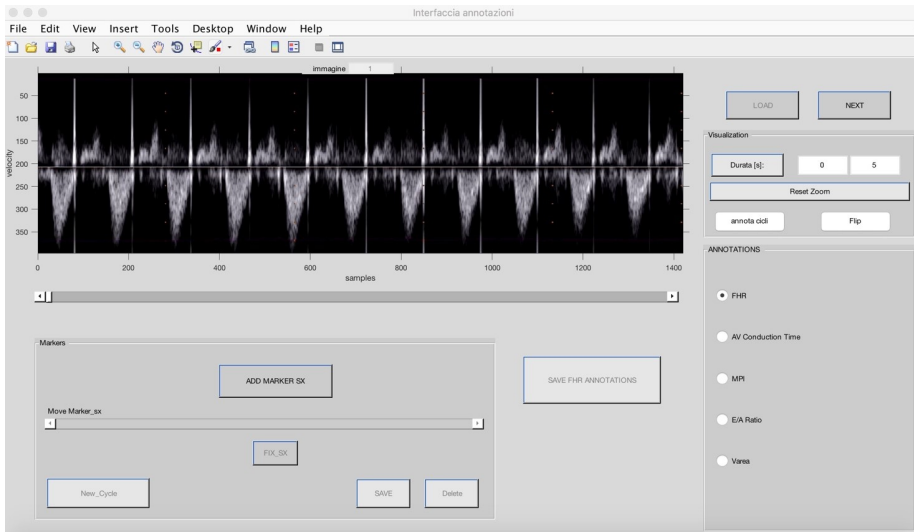 Interfaccia annotazioni
File Edit View Insert Tools Desktop Window Help
immagine 1
50
100
150
200
250
300
350
velocity
0 200 400 600 800 1000 1200 1400
samples
LOAD NEXT
Visualization
Durata [s]: 0 5
Reset Zoom
annota cicli Flip
ANNOTATIONS
FHR
AV Conduction Time
MPI
E/A Ratio
Varea
Markers
ADD MARKER SX
Move Marker_sx
FIX_SX
New_Cycle SAVE Delete
SAVE FHR ANNOTATIONS